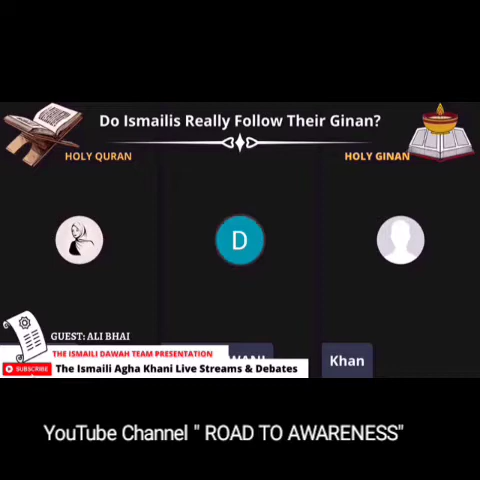 Do Ismailis Really Follow Their Ginan?
HOLY QURAN
HOLY GINAN
D
GUEST: ALI BHAI
THE ISMAILI DAWAH TEAM PRESENTATION
Khan
SUBSCRIBE
The Ismaili Agha Khani Live Streams & Debates
YouTube Channel " ROAD TO AWARENESS"